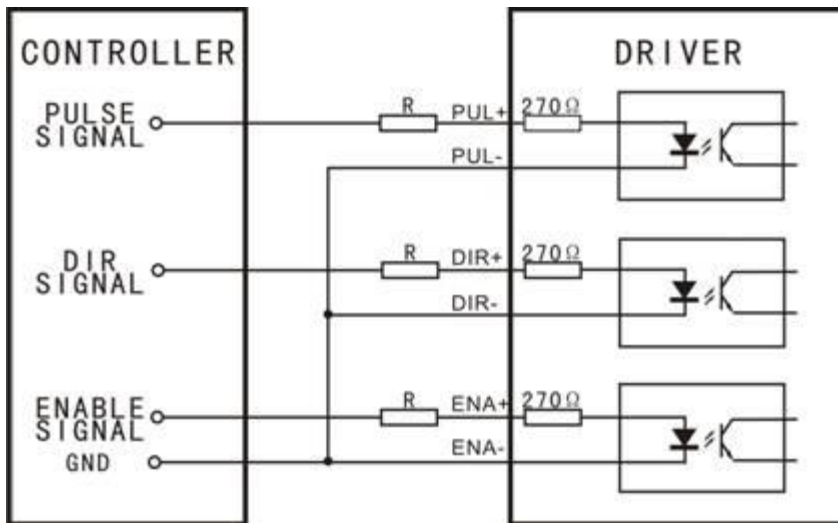 CONTROLLER
DRIVER
PULSE
SIGNAL
R
PUL+
270Ω
PUL-
DIR
SIGNAL
R
DIR+
270Ω
DIR-
ENABLE
SIGNAL
R
ENA+
270Ω
GND
ENA-